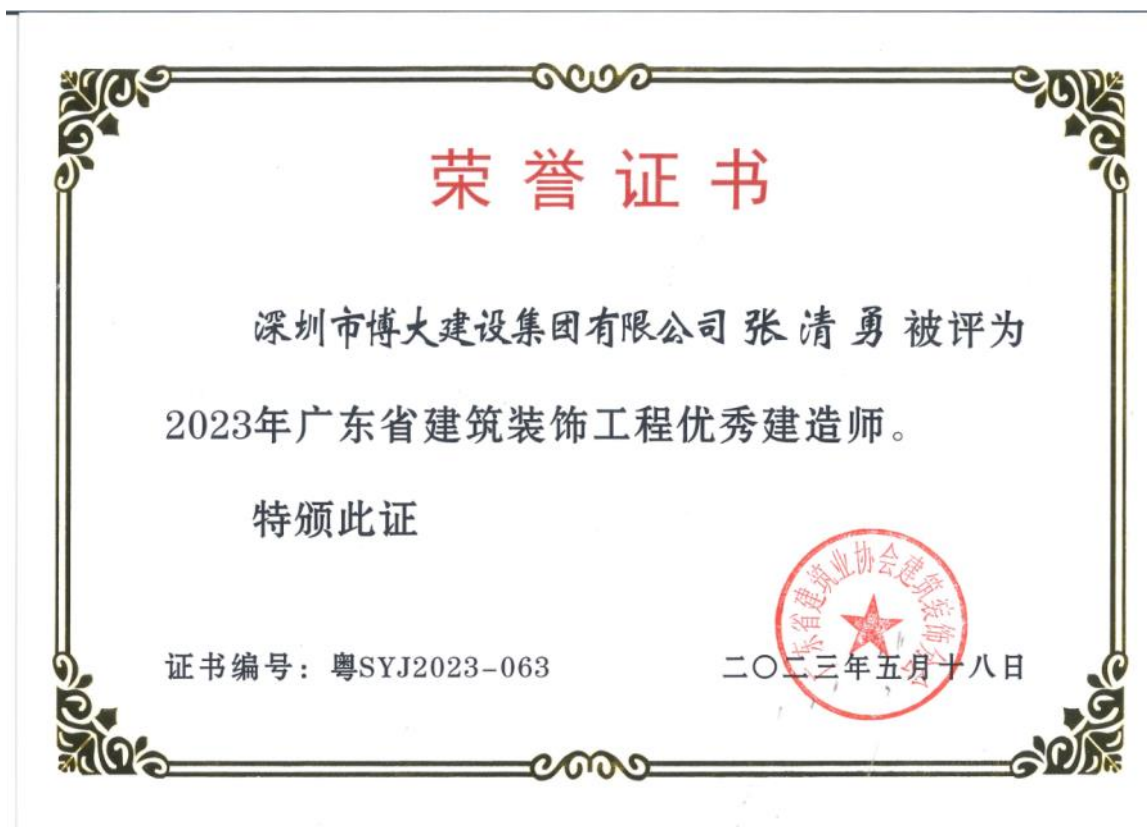 荣誉证书
深圳市博大建设集团有限公司 张清勇 被评为
2023年广东省建筑装饰工程优秀建造师。
特颁此证
广东省建筑业协会建筑装饰分会
证书编号：粤SYJ2023-063
二〇二三年五月十八日